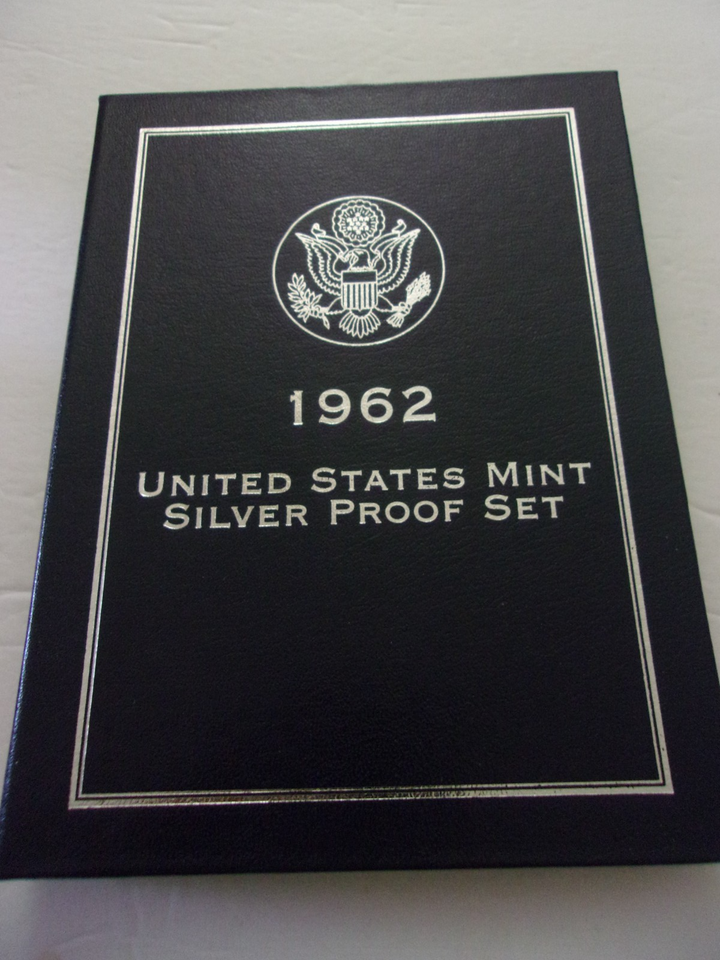 1962
UNITED STATES MINT
SILVER PROOF SET